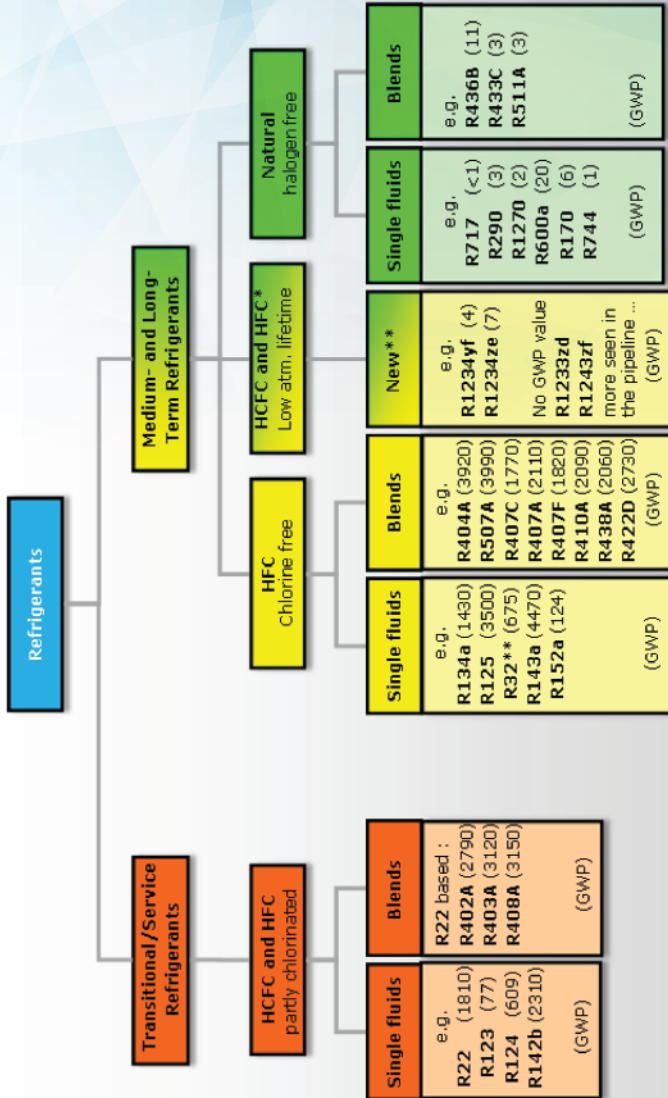 Refrigerants
Transitional/Service
Refrigerants
Medium- and Long-
Term Refrigerants
HCFC and HFC
partly chlorinated
HFC
Chlorine free
HCFC and HFC*
Low atm. lifetime
Natural
halogen free
Single fluids
e.g.
R22 (1810)
R123 (77)
R124 (609)
R142b (2310)
(GWP)
Blends
R22 based :
R402A (2790)
R403A (3120)
R408A (3150)
(GWP)
Single fluids
e.g.
R134a (1430)
R125 (3500)
R32** (675)
R143a (4470)
R152a (124)
(GWP)
Blends
e.g.
R404A (3920)
R507A (3990)
R407C (1770)
R407A (2110)
R407F (1820)
R410A (2090)
R438A (2060)
R422D (2730)
(GWP)
New**
e.g.
R1234yf (4)
R1234ze (7)
No GWP value
R1233zd
R1243zf
more seen in
the pipeline ...
(GWP)
Single fluids
e.g.
R717 (<1)
R290 (3)
R1270 (2)
R600a (20)
R170 (6)
R744 (1)
(GWP)
Blends
e.g.
R436B (11)
R433C (3)
R511A (3)
(GWP)